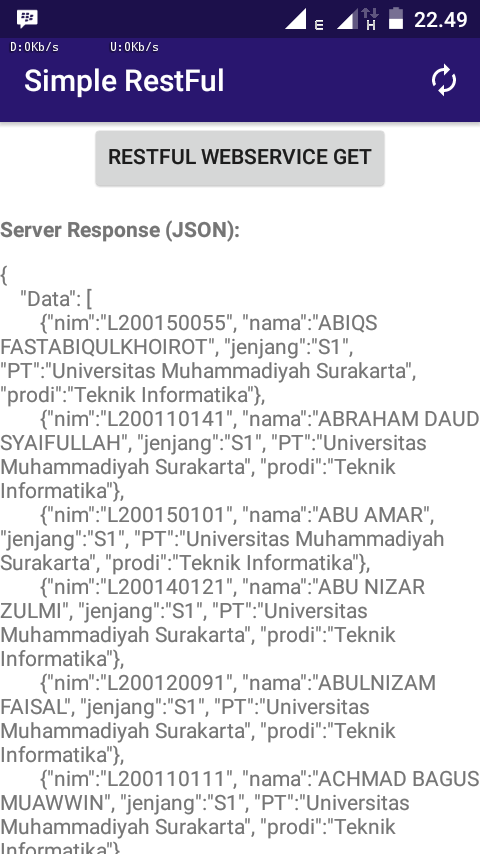 E
H
22.49
D:0Kb/s U:0Kb/s
Simple RestFul
RESTFUL WEBSERVICE GET
Server Response (JSON):
{
"Data": [
{"nim":"L200150055", "nama":"ABIQS
FASTABIQULKHOIROT", "jenjang":"S1",
"PT":"Universitas Muhammadiyah Surakarta",
"prodi":"Teknik Informatika"},
{"nim":"L200110141", "nama":"ABRAHAM DAUD
SYAIFULLAH", "jenjang":"S1", "PT":"Universitas
Muhammadiyah Surakarta", "prodi":"Teknik
Informatika"},
{"nim":"L200150101", "nama":"ABU AMAR",
"jenjang":"S1", "PT":"Universitas Muhammadiyah
Surakarta", "prodi":"Teknik Informatika"},
{"nim":"L200140121", "nama":"ABU NIZAR
ZULMI", "jenjang":"S1", "PT":"Universitas
Muhammadiyah Surakarta", "prodi":"Teknik
Informatika"},
{"nim":"L200120091", "nama":"ABULNIZAM
FAISAL", "jenjang":"S1", "PT":"Universitas
Muhammadiyah Surakarta", "prodi":"Teknik
Informatika"},
{"nim":"L200110111", "nama":"ACHMAD BAGUS
MUAWWIN", "jenjang":"S1", "PT":"Universitas
Muhammadiyah Surakarta", "prodi":"Teknik
Informatika"}